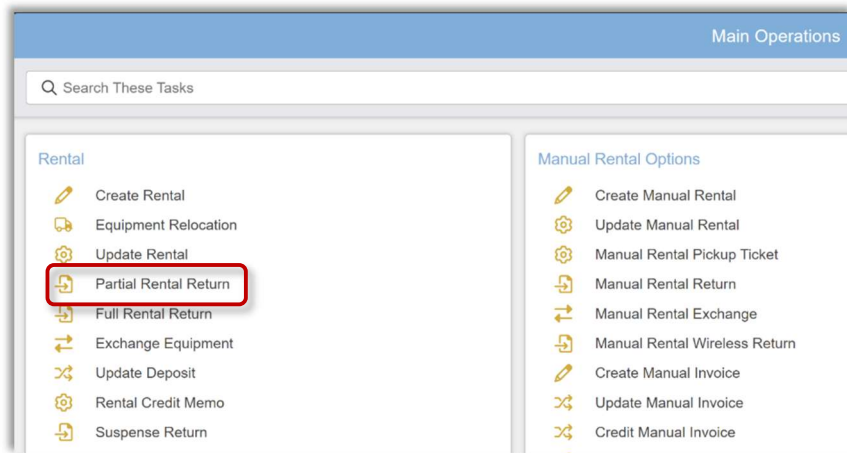 Main Operations
Search These Tasks
Rental
Create Rental
Equipment Relocation
Update Rental
Partial Rental Return
Full Rental Return
Exchange Equipment
Update Deposit
Rental Credit Memo
Suspense Return
Manual Rental Options
Create Manual Rental
Update Manual Rental
Manual Rental Pickup Ticket
Manual Rental Return
Manual Rental Exchange
Manual Rental Wireless Return
Create Manual Invoice
Update Manual Invoice
Credit Manual Invoice